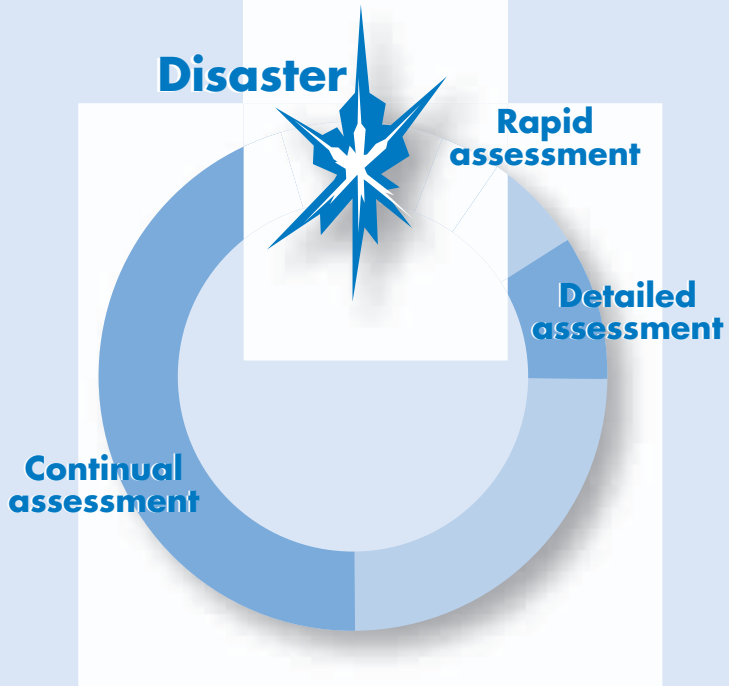 Disaster
Rapid
assessment
Detailed
assessment
Continual
assessment